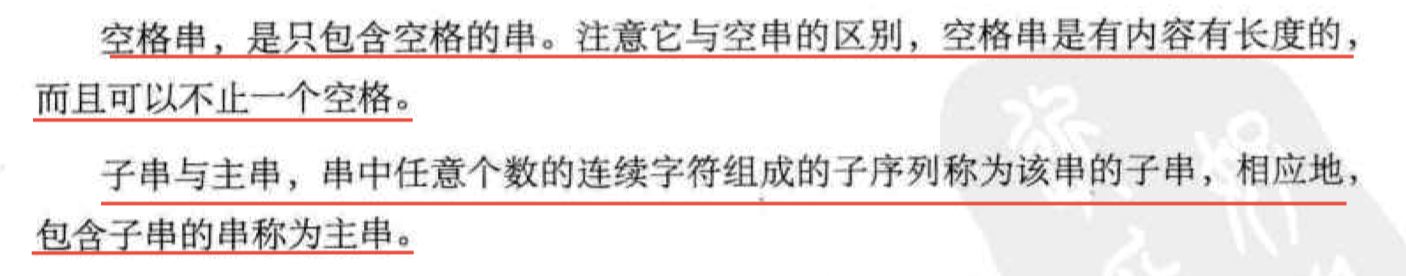 空格串，是只包含空格的串。注意它与空串的区别，空格串是有内容有长度的，
而且可以不止一个空格。
子串与主串，串中任意个数的连续字符组成的子序列称为该串的子串，相应地，
包含子串的串称为主串。